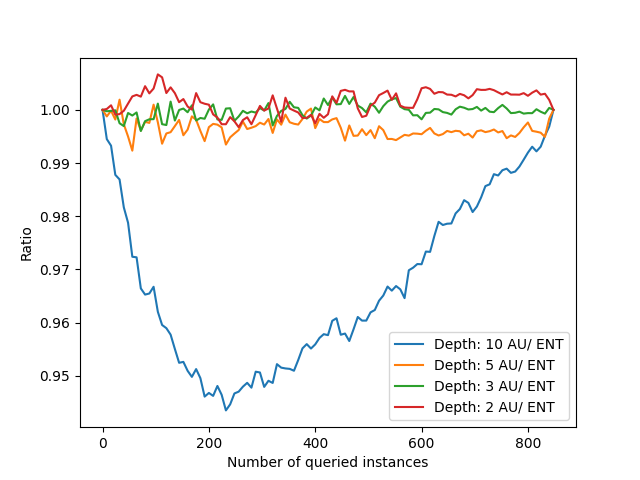 1.00
0.99
0.98
0.97
0.96
0.95
Ratio
0
200
400
600
800
Number of queried instances
Depth: 10 AU/ ENT
Depth: 5 AU/ ENT
Depth: 3 AU/ ENT
Depth: 2 AU/ ENT